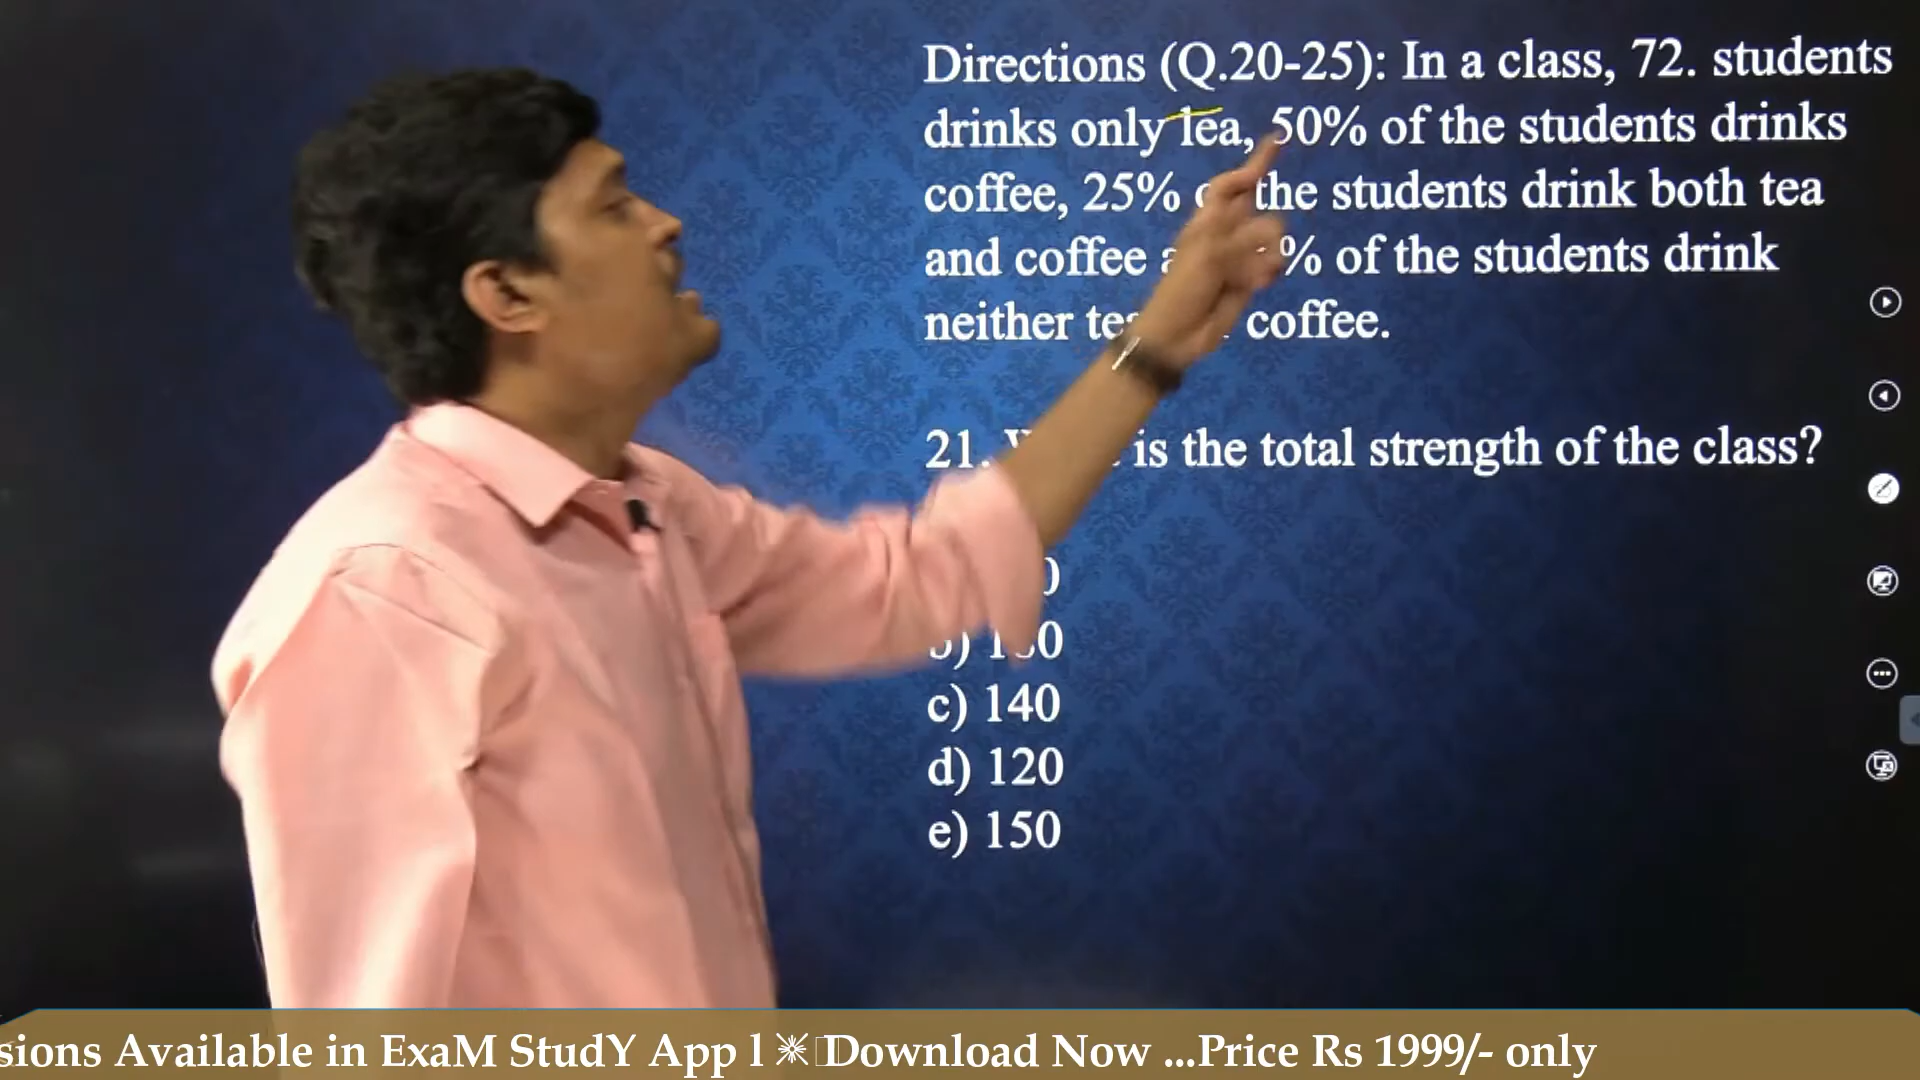 Directions (Q.20-25): In a class, 72. students
drinks only tea, 50% of the students drinks
coffee, 25% the students drink both tea
and coffee % of the students drink
neither coffee.
21. is the total strength of the class?
c) 140
d) 120
e) 150
sions Available in ExaM StudY App l ✳ Download Now ...Price Rs 1999/- only